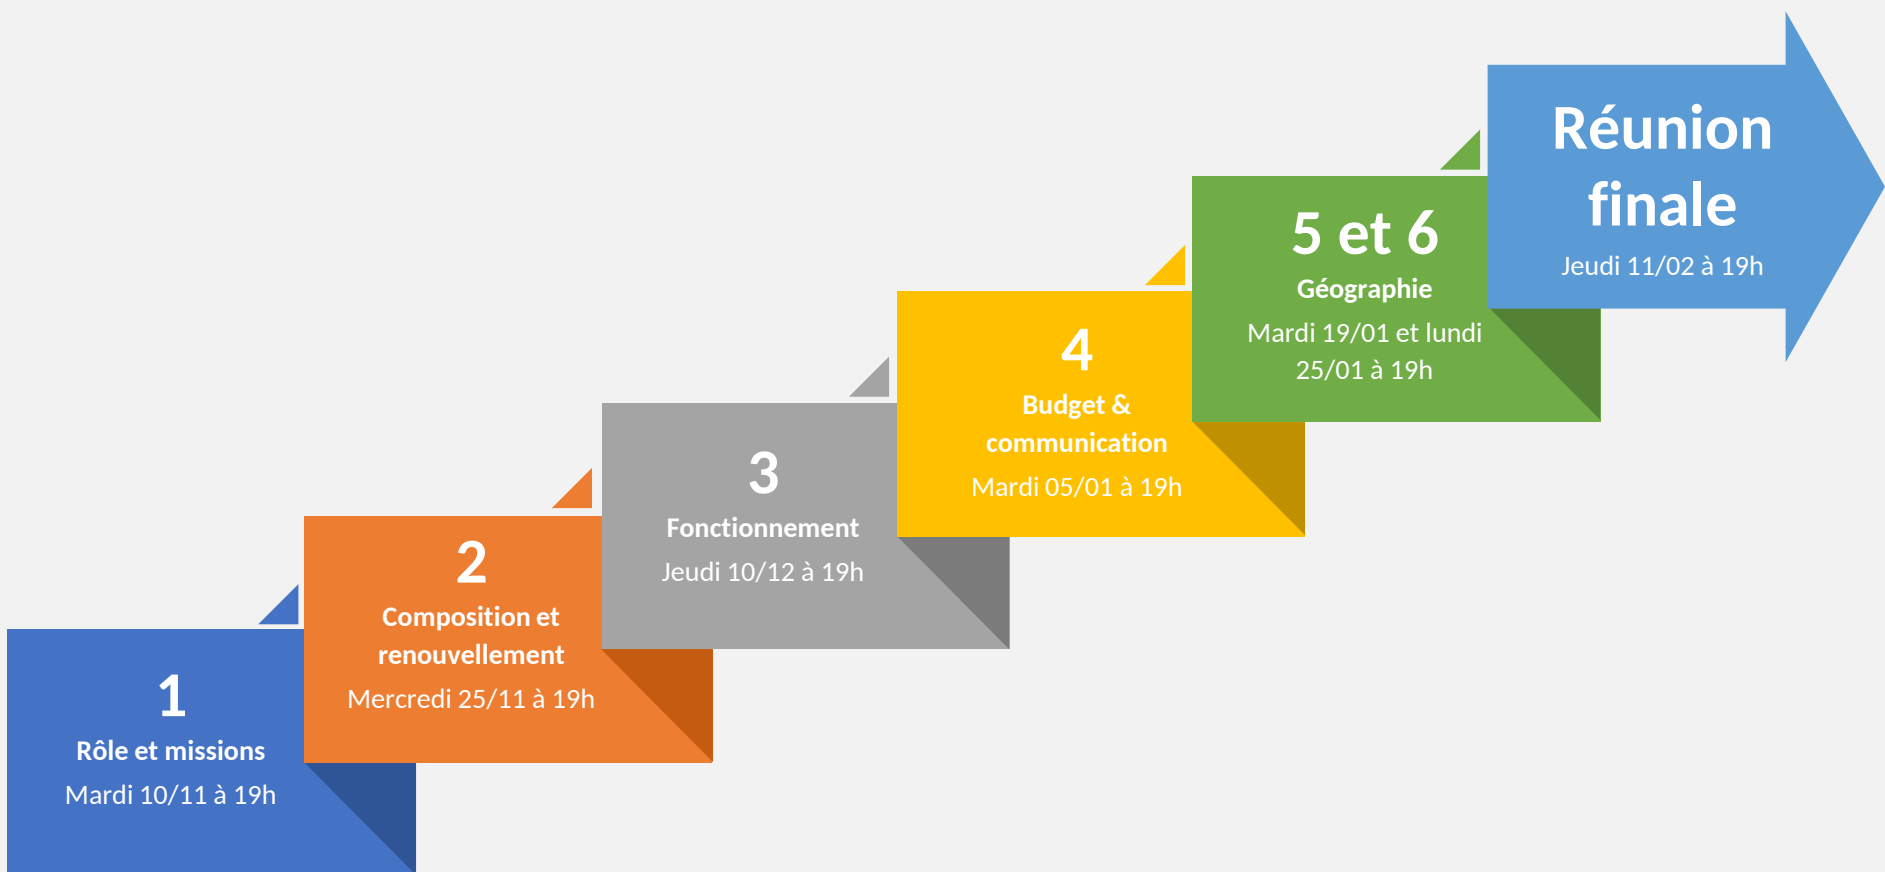 1
Rôle et missions
Mardi 10/11 à 19h
2
Composition et
renouvellement
Mercredi 25/11 à 19h
3
Fonctionnement
Jeudi 10/12 à 19h
4
Budget &
communication
Mardi 05/01 à 19h
5 et 6
Géographie
Mardi 19/01 et lundi
25/01 à 19h
Réunion
finale
Jeudi 11/02 à 19h